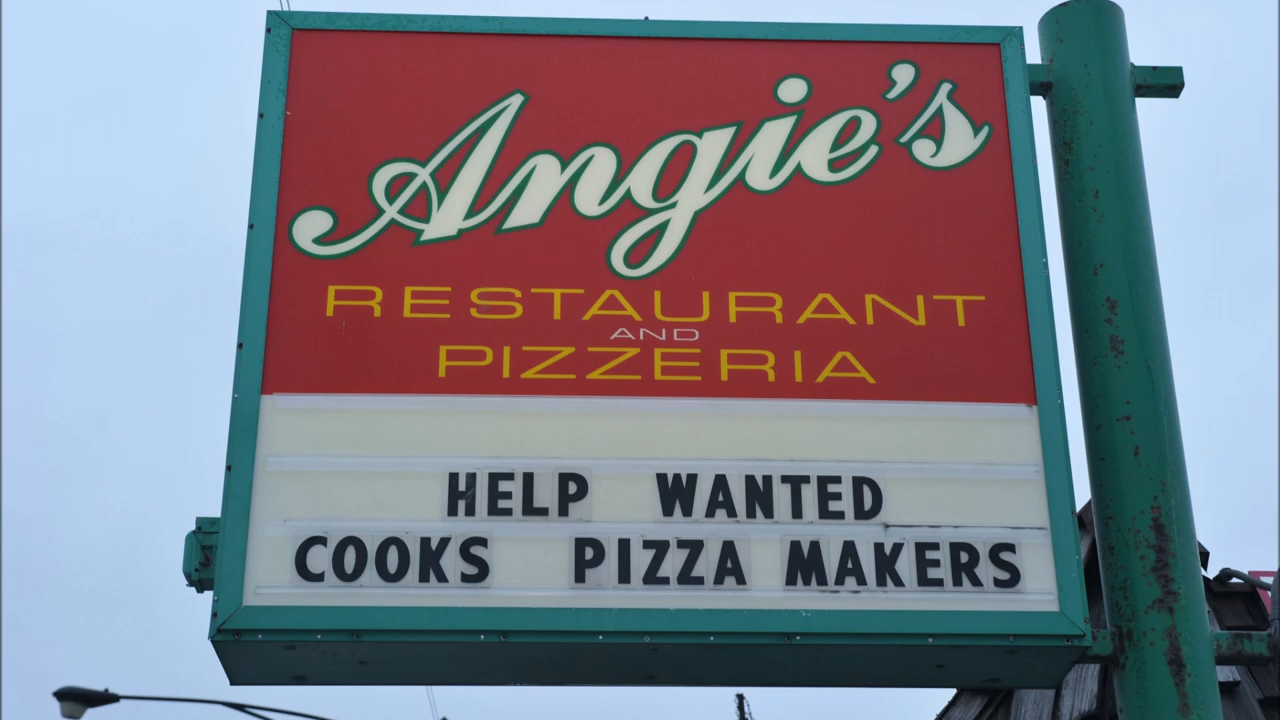 Angie's
RESTAURANT
AND
PIZZERIA
HELP WANTED
COOKS PIZZA MAKERS